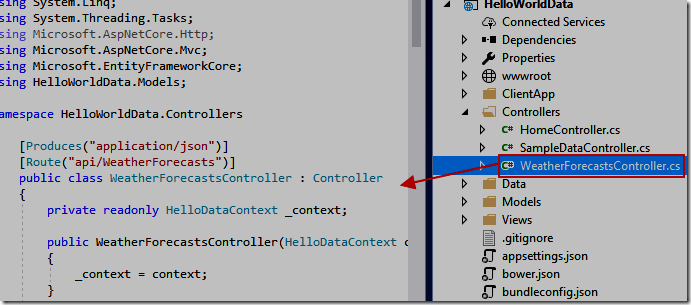 sing System.Linq;
sing System.Threading.Tasks;
sing Microsoft.AspNetCore.Http;
sing Microsoft.AspNetCore.Mvc;
sing Microsoft.EntityFrameworkCore;
sing HelloWorldData.Models;
amespace HelloWorldData.Controllers
[Produces("application/json")]
[Route("api/WeatherForecasts")]
public class WeatherForecastsController : Controller
{
private readonly HelloDataContext _context;
public WeatherForecastsController(HelloDataContext c
{
_context = context;
}
HelloWorldData
Connected Services
Dependencies
Properties
wwwroot
ClientApp
Controllers
C# HomeController.cs
C# SampleDataController.cs
C# WeatherForecastsController.cs
Data
Models
Views
.gitignore
appsettings.json
bower.json
bundleconfig.json